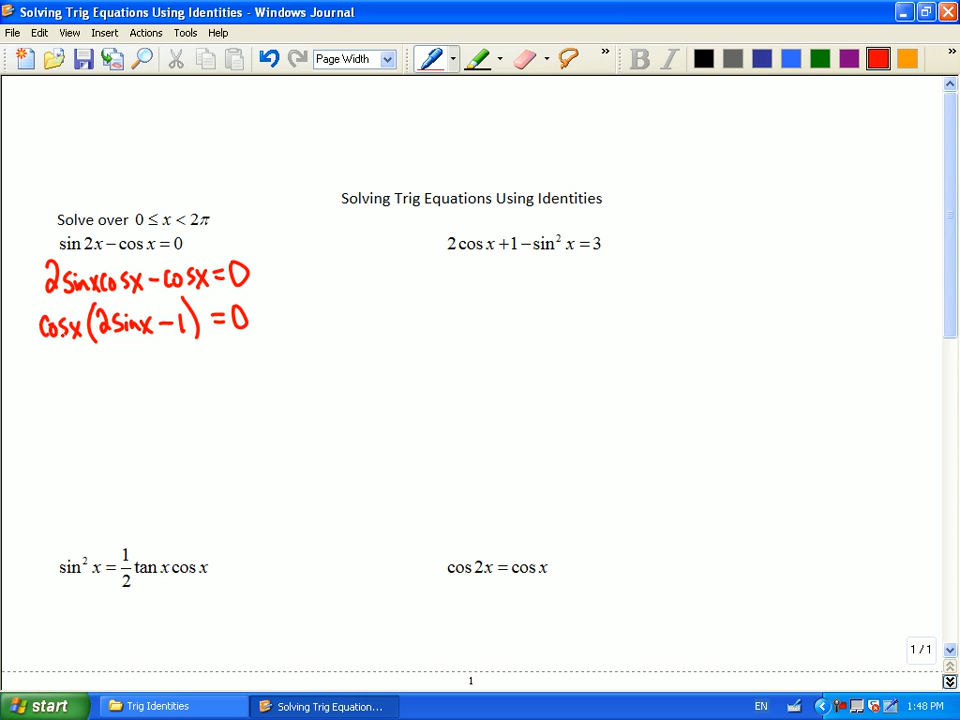 Solving Trig Equations Using Identities - Windows Journal
File Edit View Insert Actions Tools Help
Page Width B I
Solving Trig Equations Using Identities
Solve over 0 ≤ x < 2π
sin 2x − cos x = 0
2sinxcosx − cosx = 0
cosx(2sinx − 1) = 0
2cos x + 1 − sin² x = 3
sin² x = 1/2 tan x cos x
cos 2x = cos x
1 / 1
1
start Trig Identities Solving Trig Equation... EN 1:48 PM